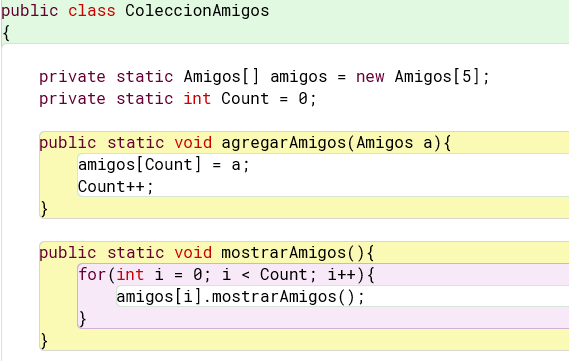 public class ColeccionAmigos
{
private static Amigos[] amigos = new Amigos[5];
private static int Count = 0;
public static void agregarAmigos(Amigos a){
amigos[Count] = a;
Count++;
}
public static void mostrarAmigos(){
for(int i = 0; i < Count; i++){
amigos[i].mostrarAmigos();
}
}